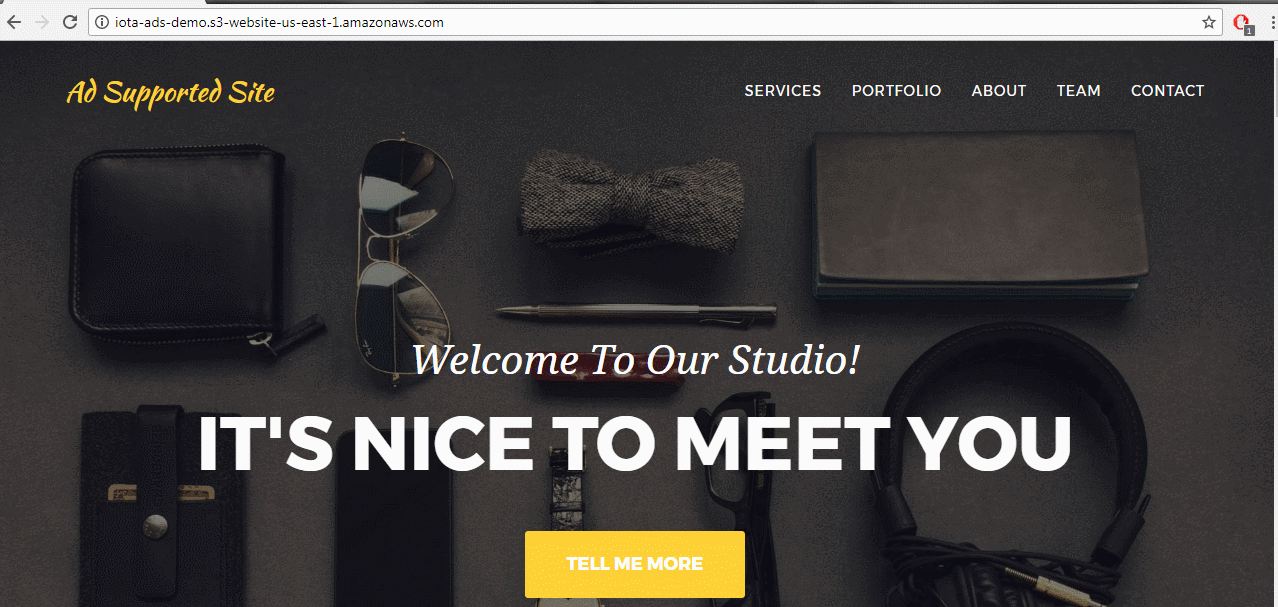 iota-ads-demo.s3-website-us-east-1.amazonaws.com
1
Ad Supported Site
SERVICES PORTFOLIO ABOUT TEAM CONTACT
Welcome To Our Studio!
IT'S NICE TO MEET YOU
TELL ME MORE